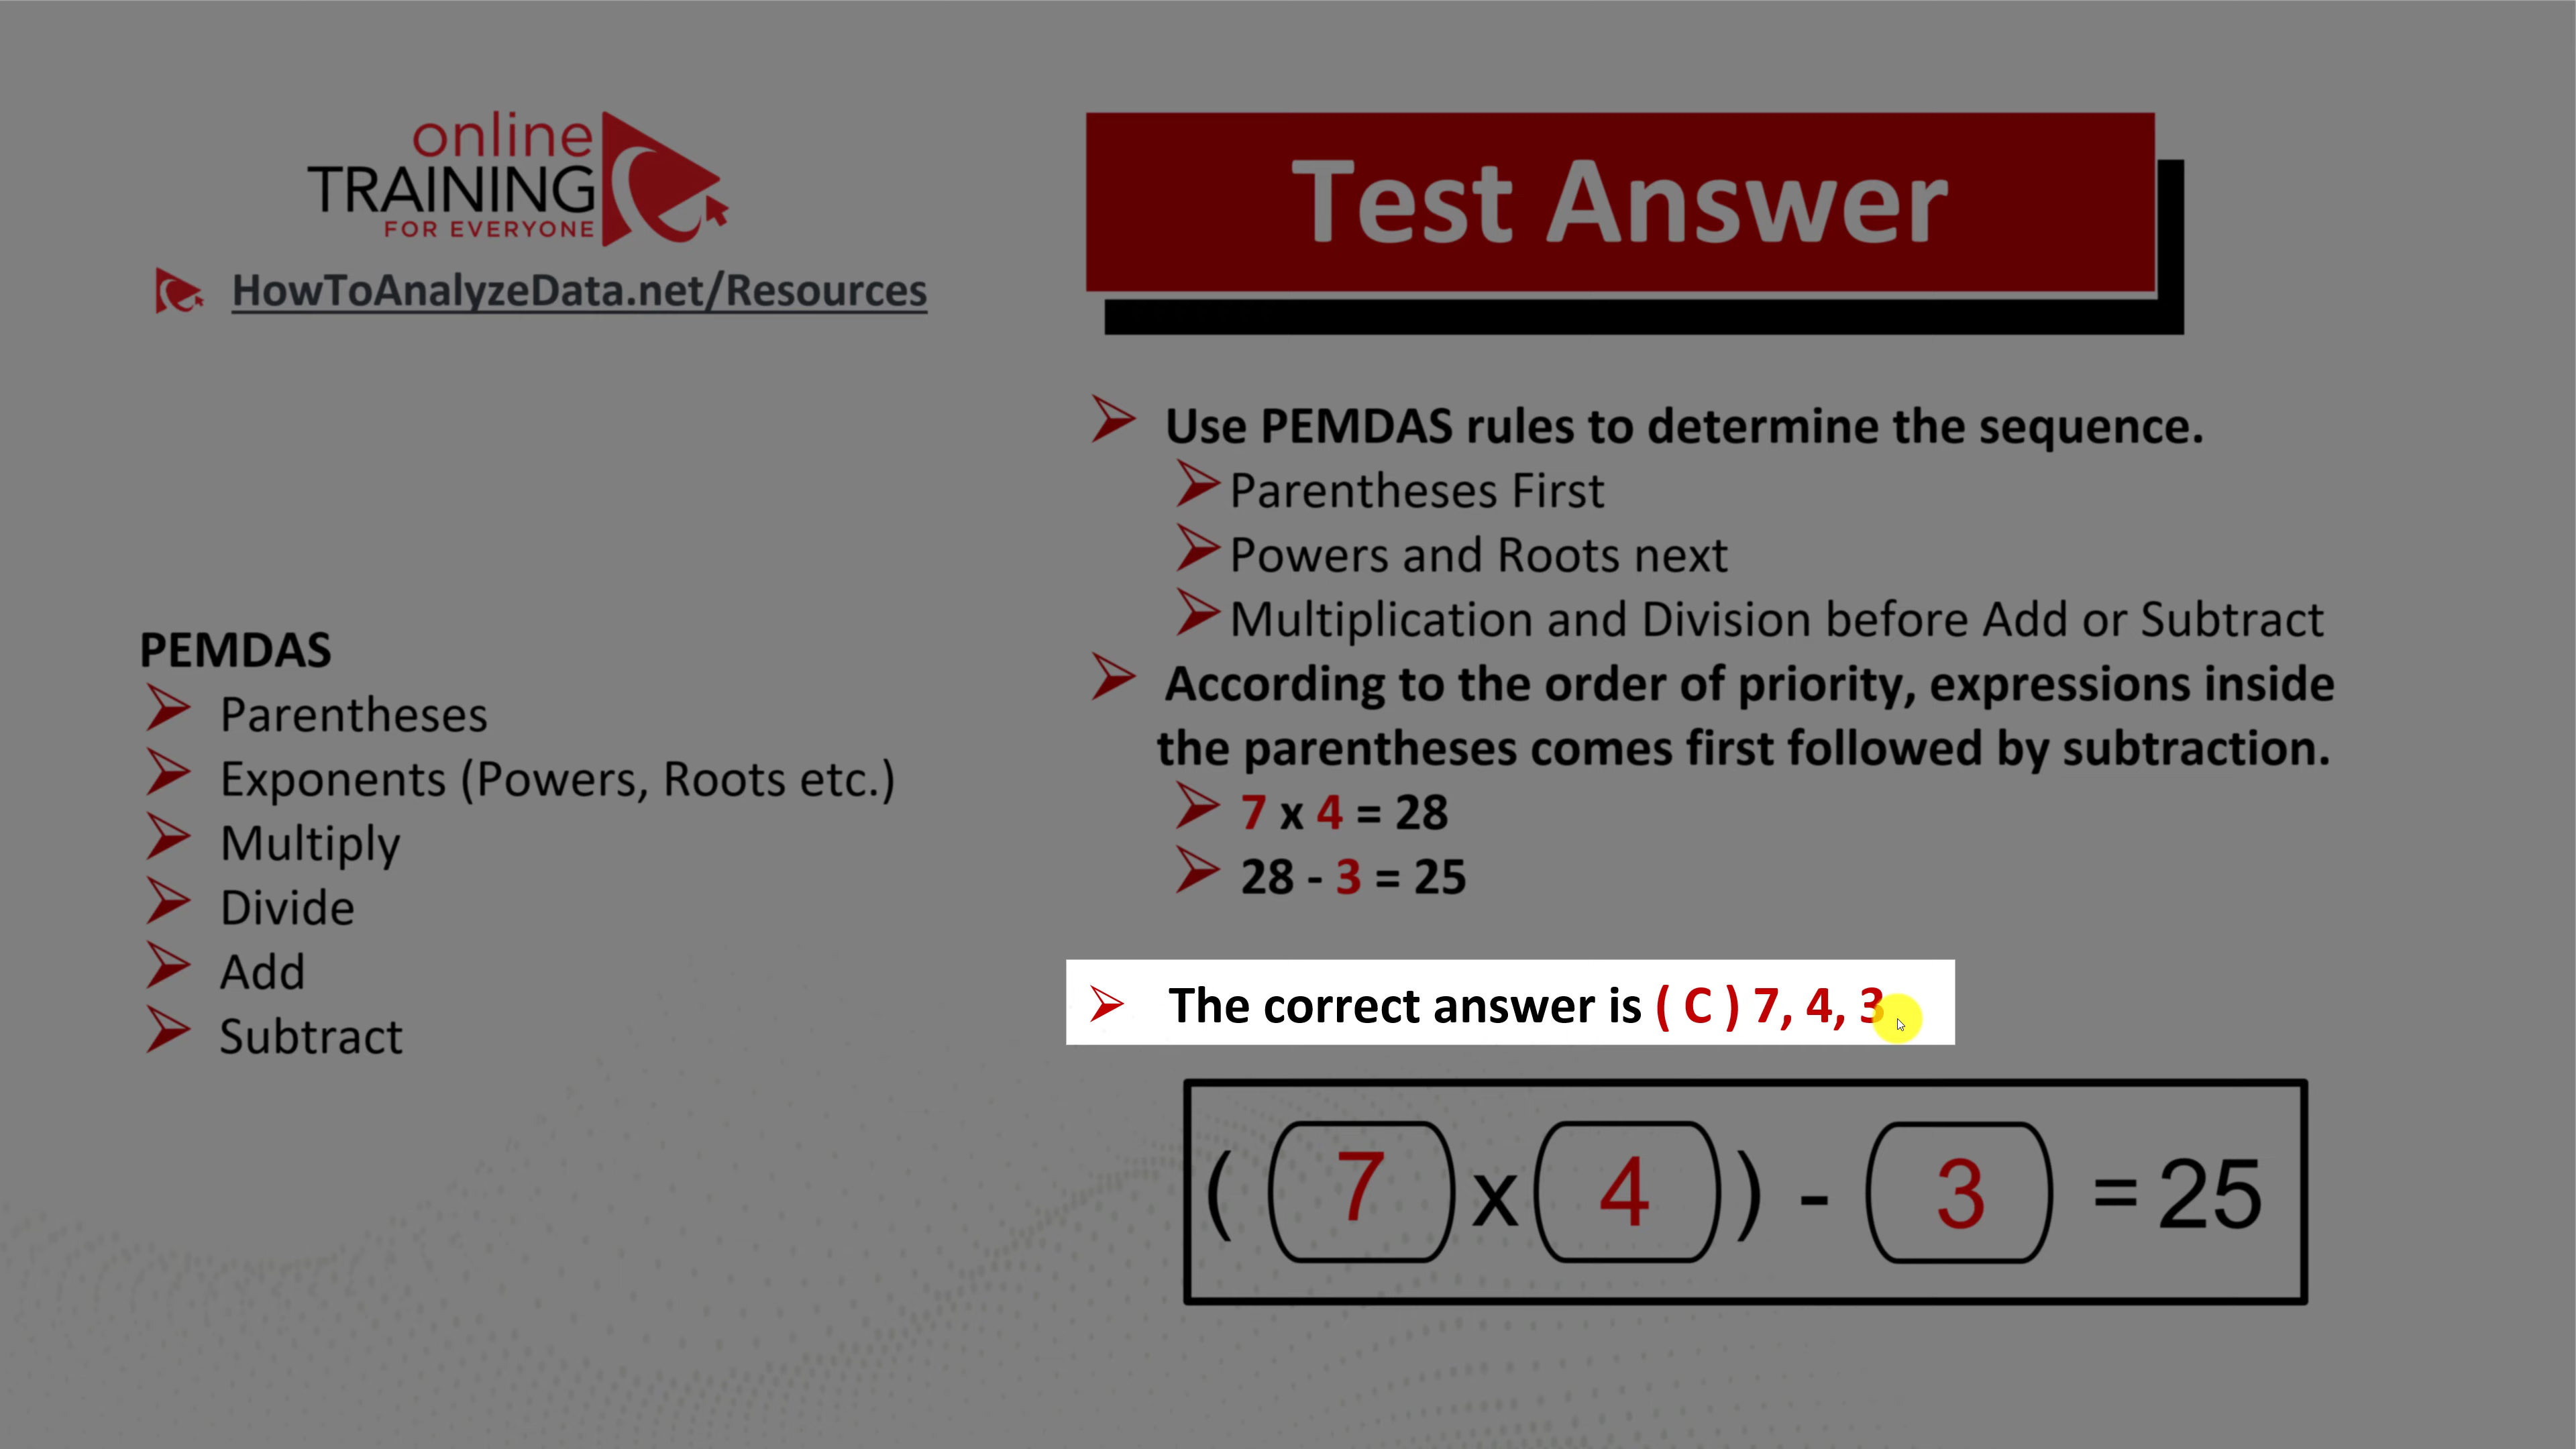 online
TRAINING
FOR EVERYONE
HowToAnalyzeData.net/Resources
PEMDAS
Parentheses
Exponents (Powers, Roots etc.)
Multiply
Divide
Add
Subtract
Test Answer
Use PEMDAS rules to determine the sequence.
Parentheses First
Powers and Roots next
Multiplication and Division before Add or Subtract
According to the order of priority, expressions inside
the parentheses comes first followed by subtraction.
7 x 4 = 28
28 - 3 = 25
The correct answer is ( C ) 7, 4, 3
( 7 x 4 ) - 3 = 25